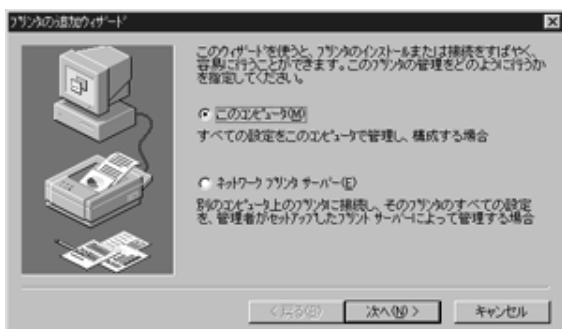 プリンタの追加ウィザード
このウィザードを使うと、プリンタのインストールまたは接続をすばやく、
容易に行うことができます。このプリンタの管理をどのように行うか
を指定してください。
このコンピュータ(M)
すべての設定をこのコンピュータで管理し、構成する場合
ネットワーク プリンタ サーバー(E)
別のコンピュータ上のプリンタに接続し、そのプリンタのすべての設定
を、管理者がセットアップしたプリント サーバーによって管理する場合
< 戻る(B)
次へ(N) >
キャンセル